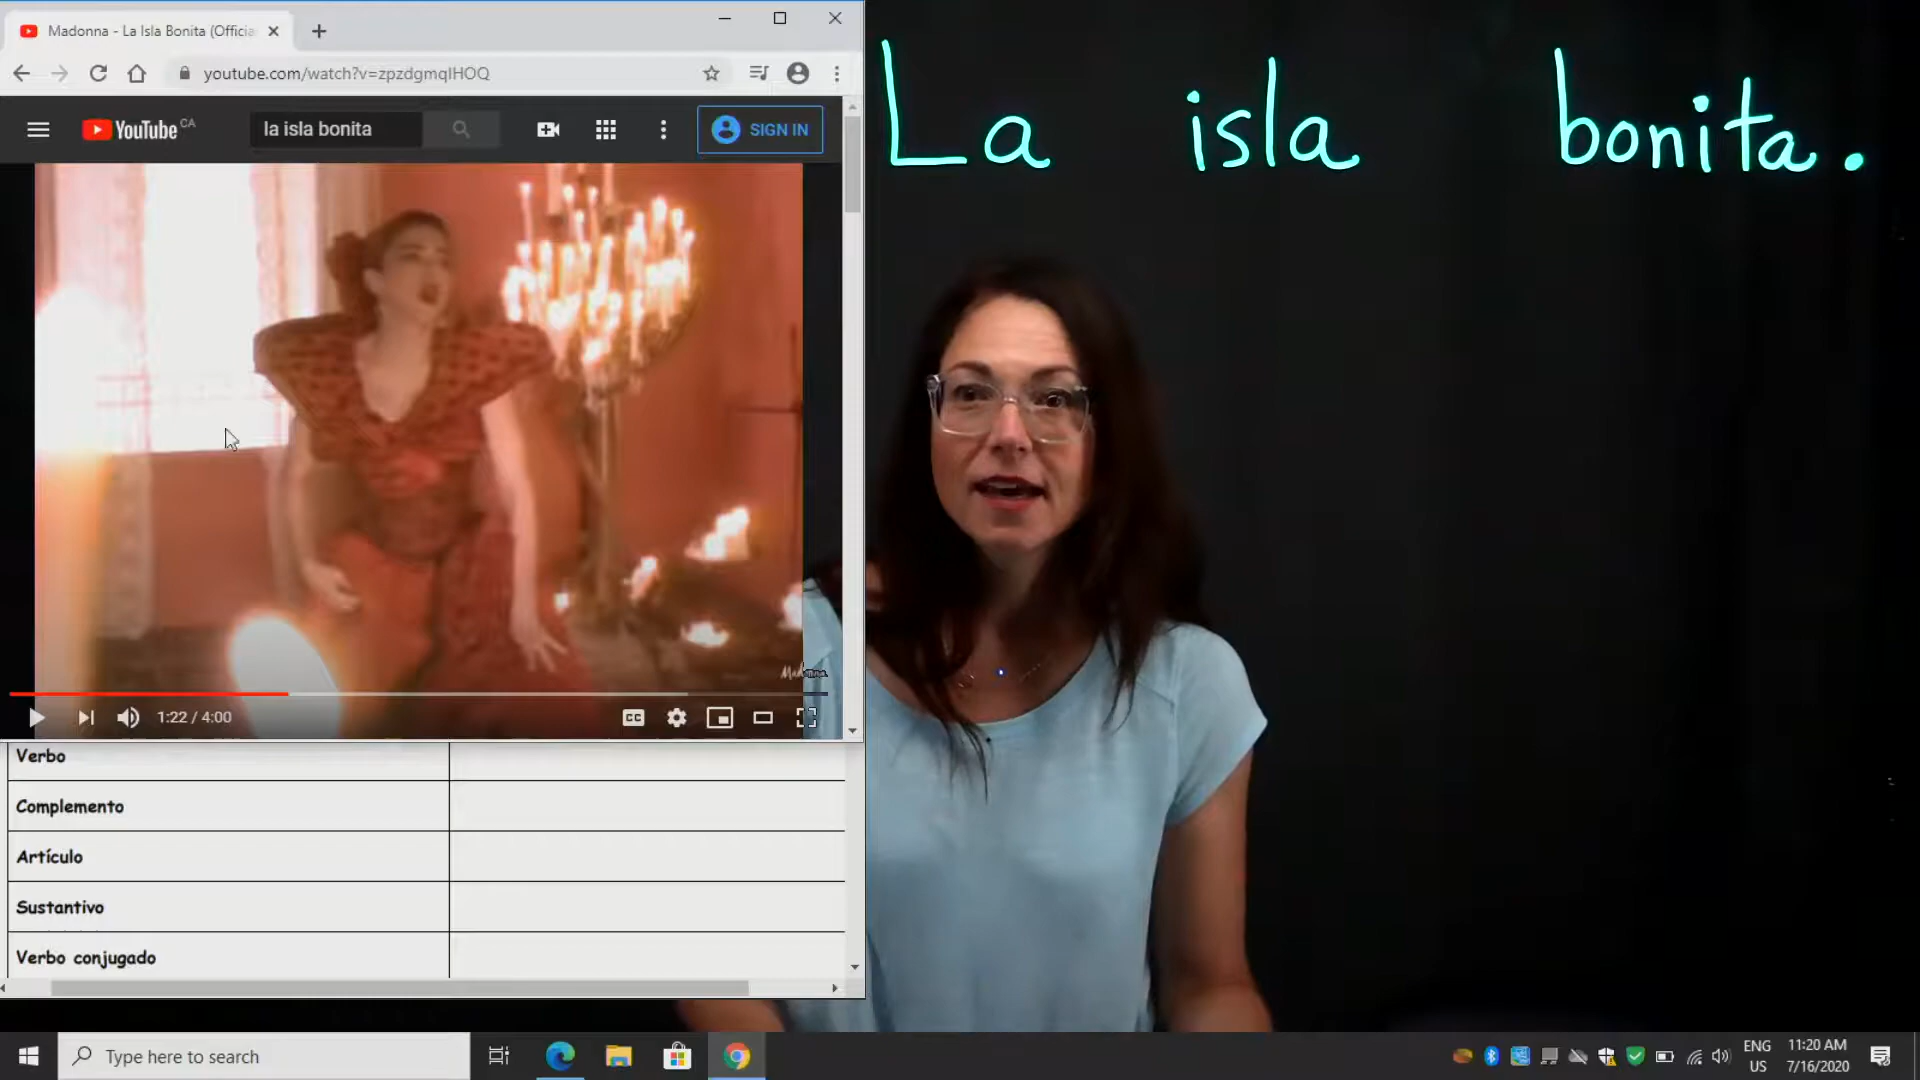 Madonna - La Isla Bonita (Officia
youtube.com/watch?v=zpzdgmqIHOQ
YouTube CA
la isla bonita
SIGN IN
La isla bonita.
Madonna
1:22 / 4:00
CC
Verbo
Complemento
Artículo
Sustantivo
Verbo conjugado
Type here to search
ENG
US
11:20 AM
7/16/2020